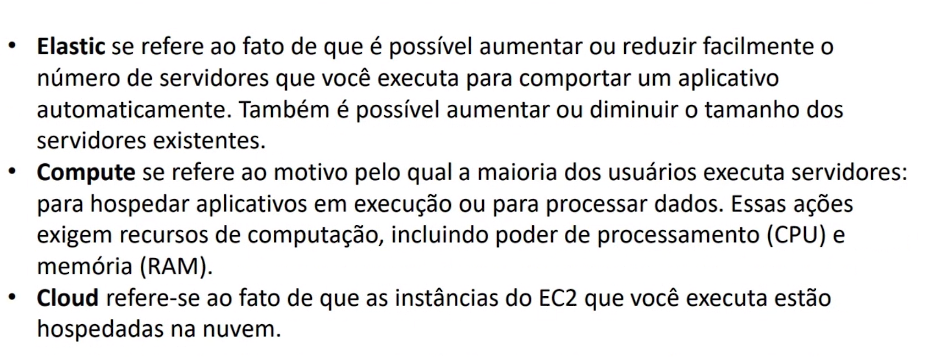 • Elastic se refere ao fato de que é possível aumentar ou reduzir facilmente o
número de servidores que você executa para comportar um aplicativo
automaticamente. Também é possível aumentar ou diminuir o tamanho dos
servidores existentes.
• Compute se refere ao motivo pelo qual a maioria dos usuários executa servidores:
para hospedar aplicativos em execução ou para processar dados. Essas ações
exigem recursos de computação, incluindo poder de processamento (CPU) e
memória (RAM).
• Cloud refere-se ao fato de que as instâncias do EC2 que você executa estão
hospedadas na nuvem.